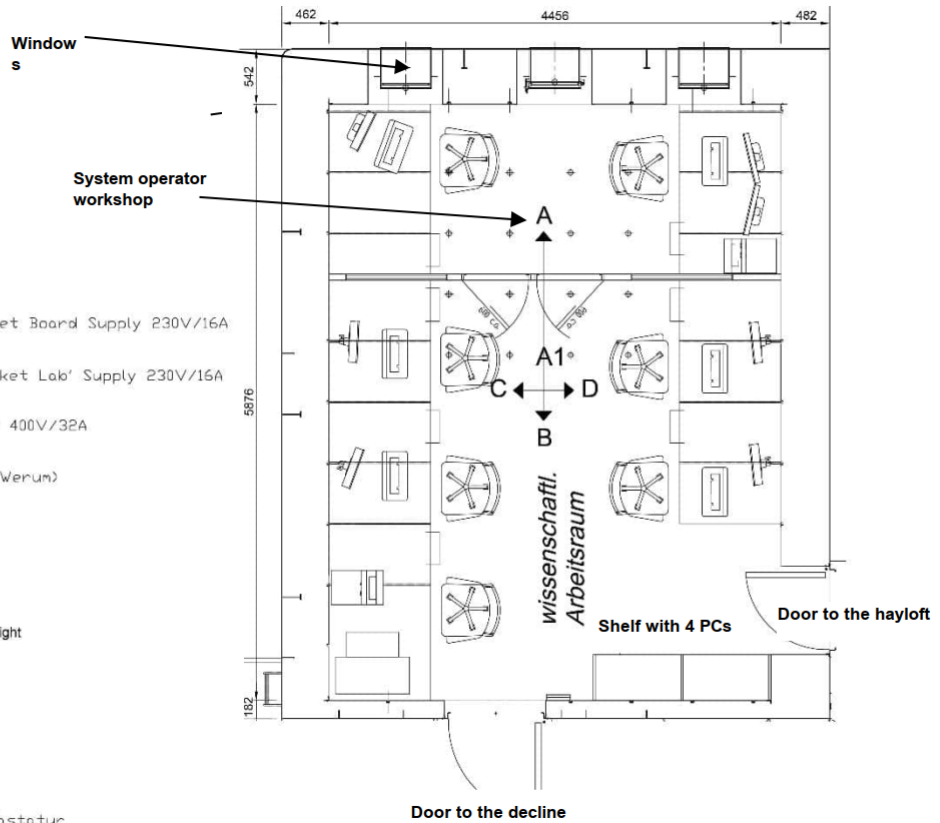 462
4456
482
Window
s
542
System operator
workshop
A
et Board Supply 230V/16A
A1
ket Lab' Supply 230V/16A
C
D
5876
B
400V/32A
Werum)
wissenschaftl.
Arbeitsraum
ight
Shelf with 4 PCs
Door to the hayloft
182
Door to the decline